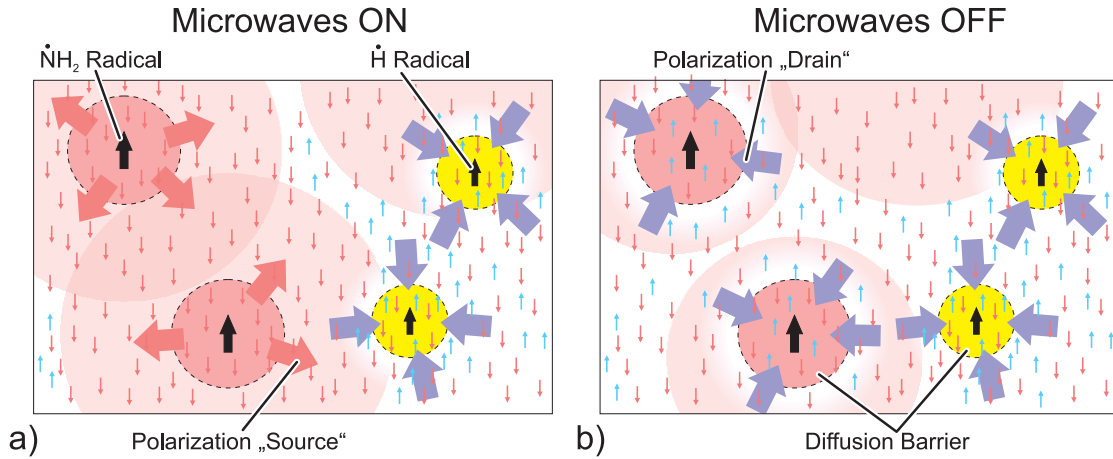 Microwaves ON
Microwaves OFF
ṄH₂ Radical
Ḣ Radical
Polarization „Drain“
a)
Polarization „Source“
b)
Diffusion Barrier